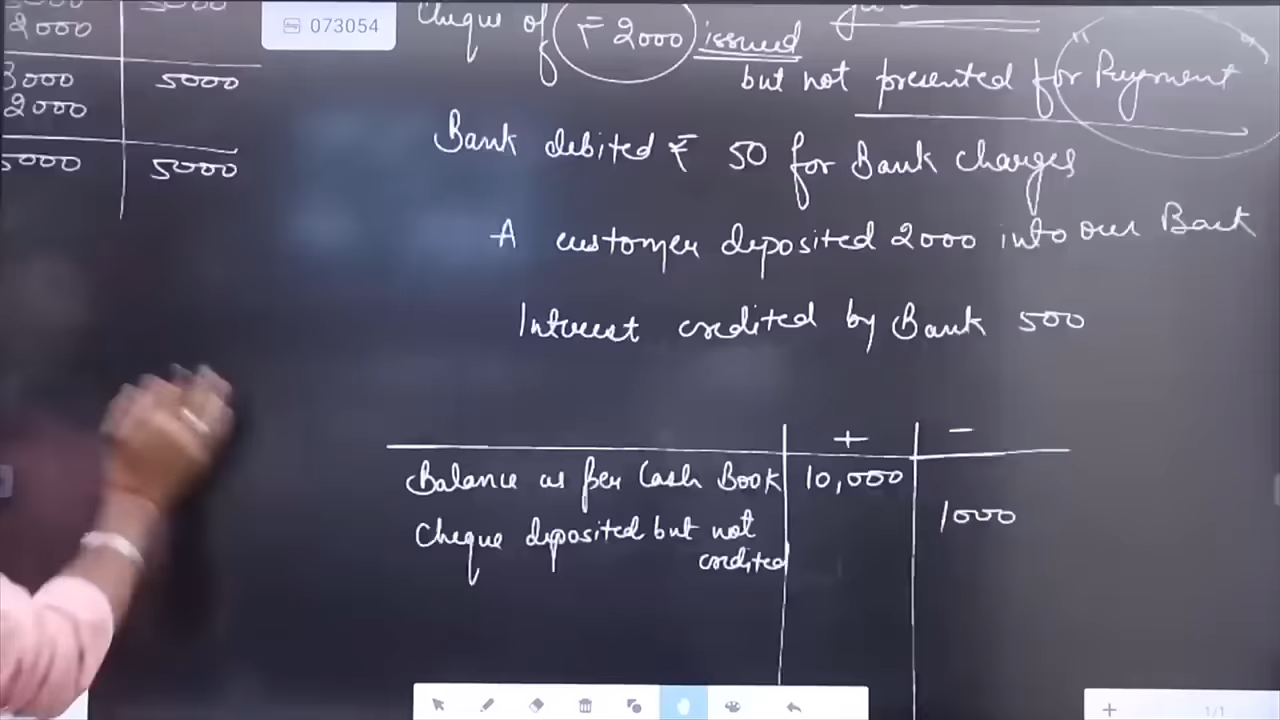 2000
073054
Cheque of ₹ 2000 issued
but not presented for Payment
3000 5000
2000
5000 5000
Bank debited ₹ 50 for Bank charges
A customer deposited 2000 into our Bank
Interest credited by Bank 500
+ -
Balance as per Cash Book 10,000
Cheque deposited but not 1000
credited
1/1